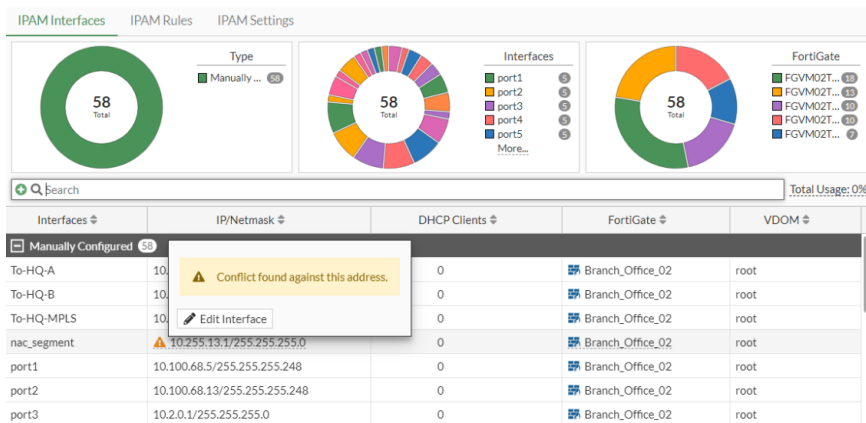 IPAM Interfaces IPAM Rules IPAM Settings
Type
Manually ... 58
58
Total
Interfaces
port1 5
port2 5
port3 5
port4 5
port5 5
More...
58
Total
FortiGate
FGVM02T... 18
FGVM02T... 13
FGVM02T... 10
FGVM02T... 10
FGVM02T... 7
58
Total
Search
Total Usage: 0%
Interfaces IP/Netmask DHCP Clients FortiGate VDOM
Manually Configured 58
Conflict found against this address.
Edit Interface
To-HQ-A 10. 0 Branch_Office_02 root
To-HQ-B 10. 0 Branch_Office_02 root
To-HQ-MPLS 10. 0 Branch_Office_02 root
nac_segment 10.255.13.1/255.255.255.0 0 Branch_Office_02 root
port1 10.100.68.5/255.255.255.248 0 Branch_Office_02 root
port2 10.100.68.13/255.255.255.248 0 Branch_Office_02 root
port3 10.2.0.1/255.255.255.0 0 Branch_Office_02 root